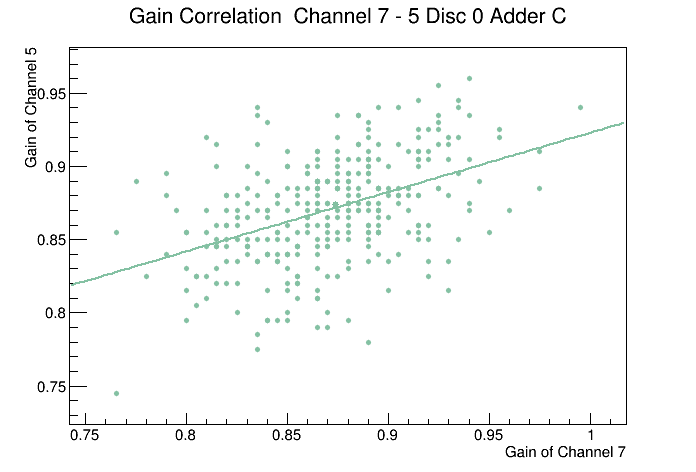 Gain Correlation  Channel 7 - 5 Disc 0 Adder C
Gain of Channel 5
0.95
0.9
0.85
0.8
0.75
0.75 0.8 0.85 0.9 0.95 1
Gain of Channel 7